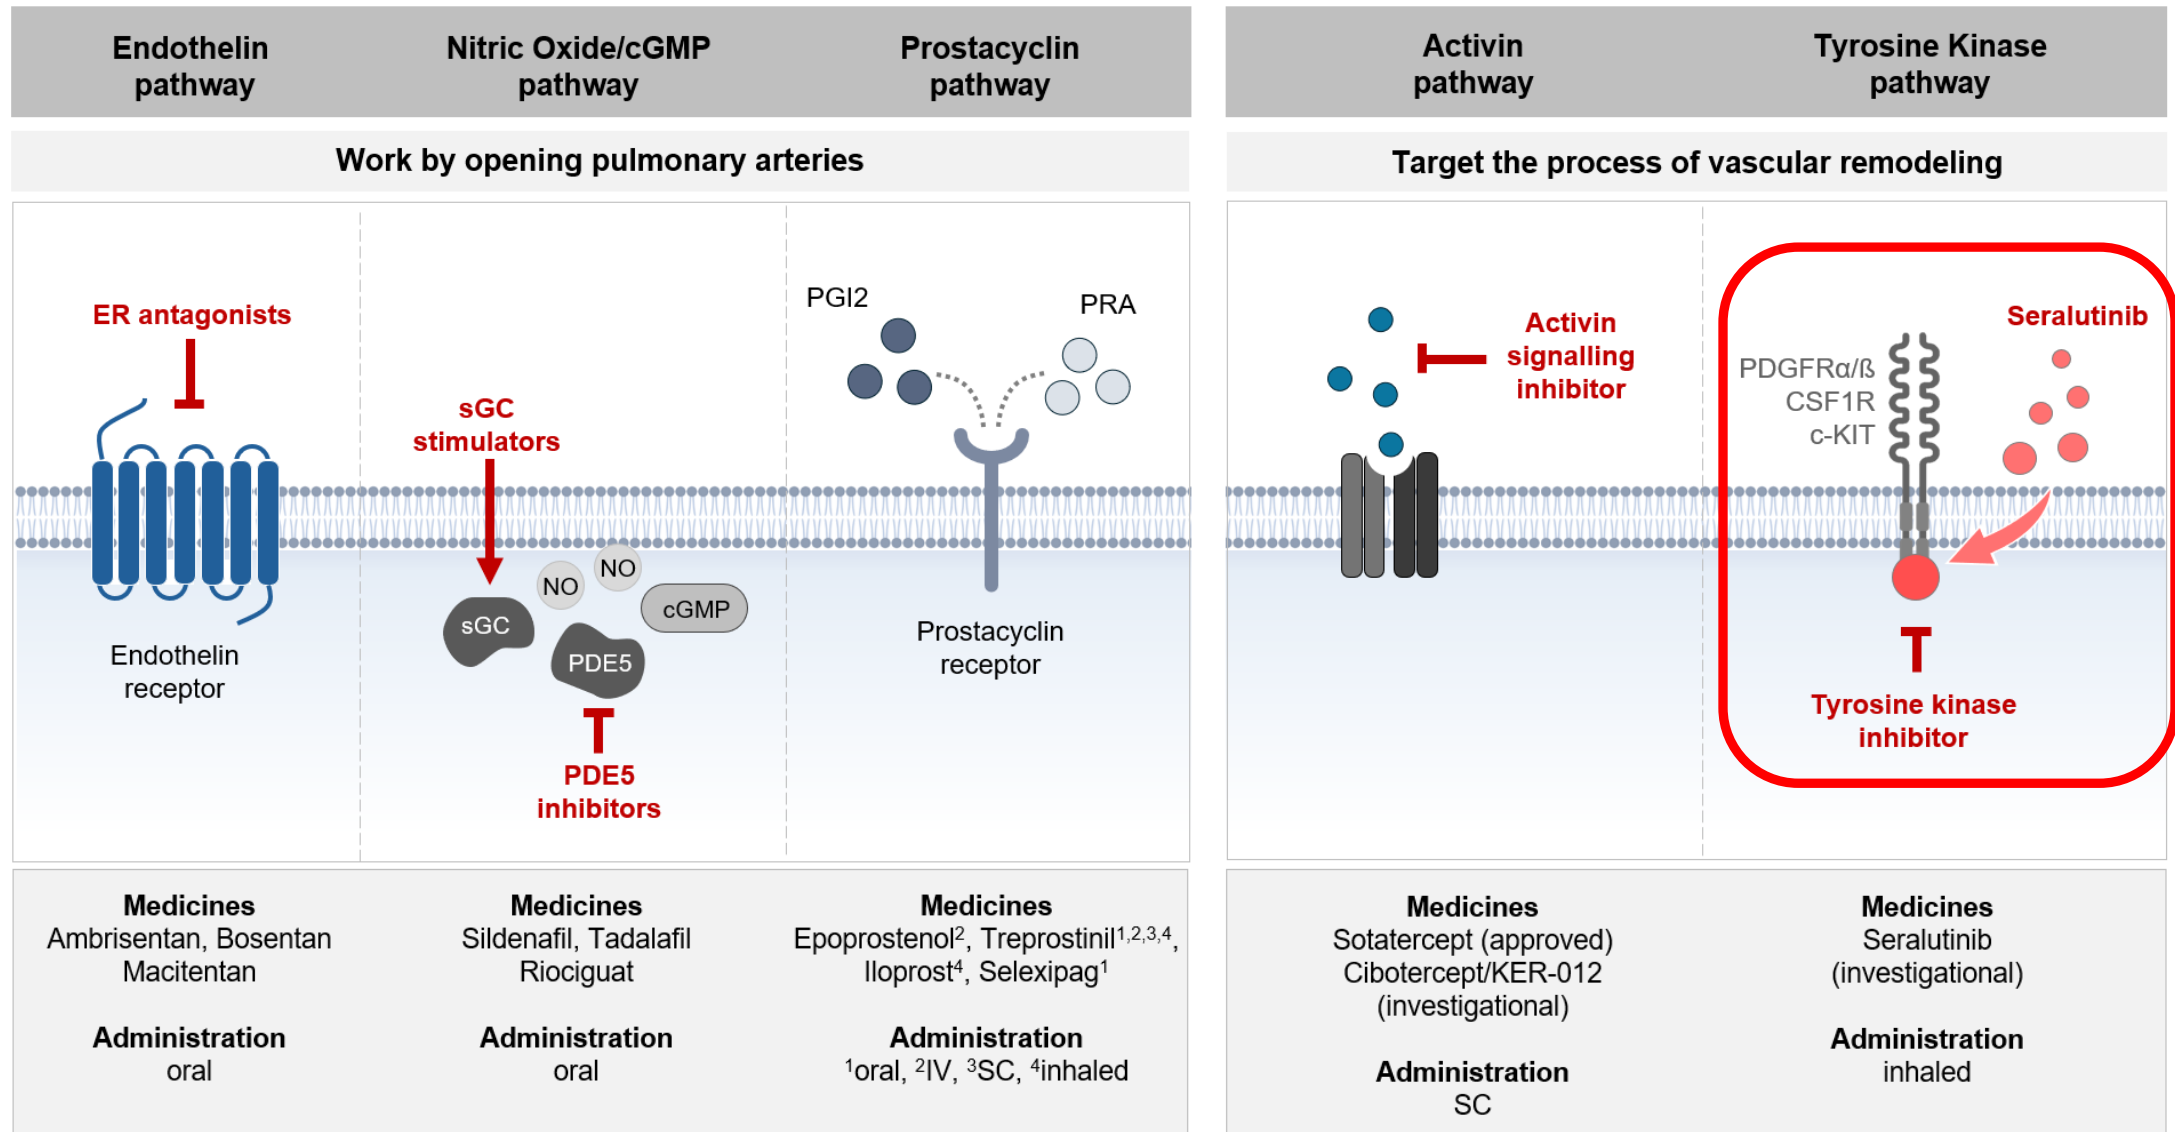 Endothelin
pathway
Nitric Oxide/cGMP
pathway
Prostacyclin
pathway
Work by opening pulmonary arteries
ER antagonists
Endothelin
receptor
sGC
stimulators
NO
NO
cGMP
sGC
PDE5
PDE5
inhibitors
PGI2
PRA
Prostacyclin
receptor
Medicines
Ambrisentan, Bosentan
Macitentan
Administration
oral
Medicines
Sildenafil, Tadalafil
Riociguat
Administration
oral
Medicines
Epoprostenol², Treprostinil¹,²,³,⁴,
Iloprost⁴, Selexipag¹
Administration
¹oral, ²IV, ³SC, ⁴inhaled
Activin
pathway
Tyrosine Kinase
pathway
Target the process of vascular remodeling
Activin
signalling
inhibitor
Seralutinib
PDGFRα/ß
CSF1R
c-KIT
Tyrosine kinase
inhibitor
Medicines
Sotatercept (approved)
Cibotercept/KER-012
(investigational)
Administration
SC
Medicines
Seralutinib
(investigational)
Administration
inhaled